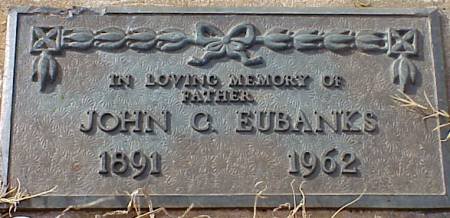 IN LOVING MEMORY OF
FATHER
JOHN G. EUBANKS
1891 1962